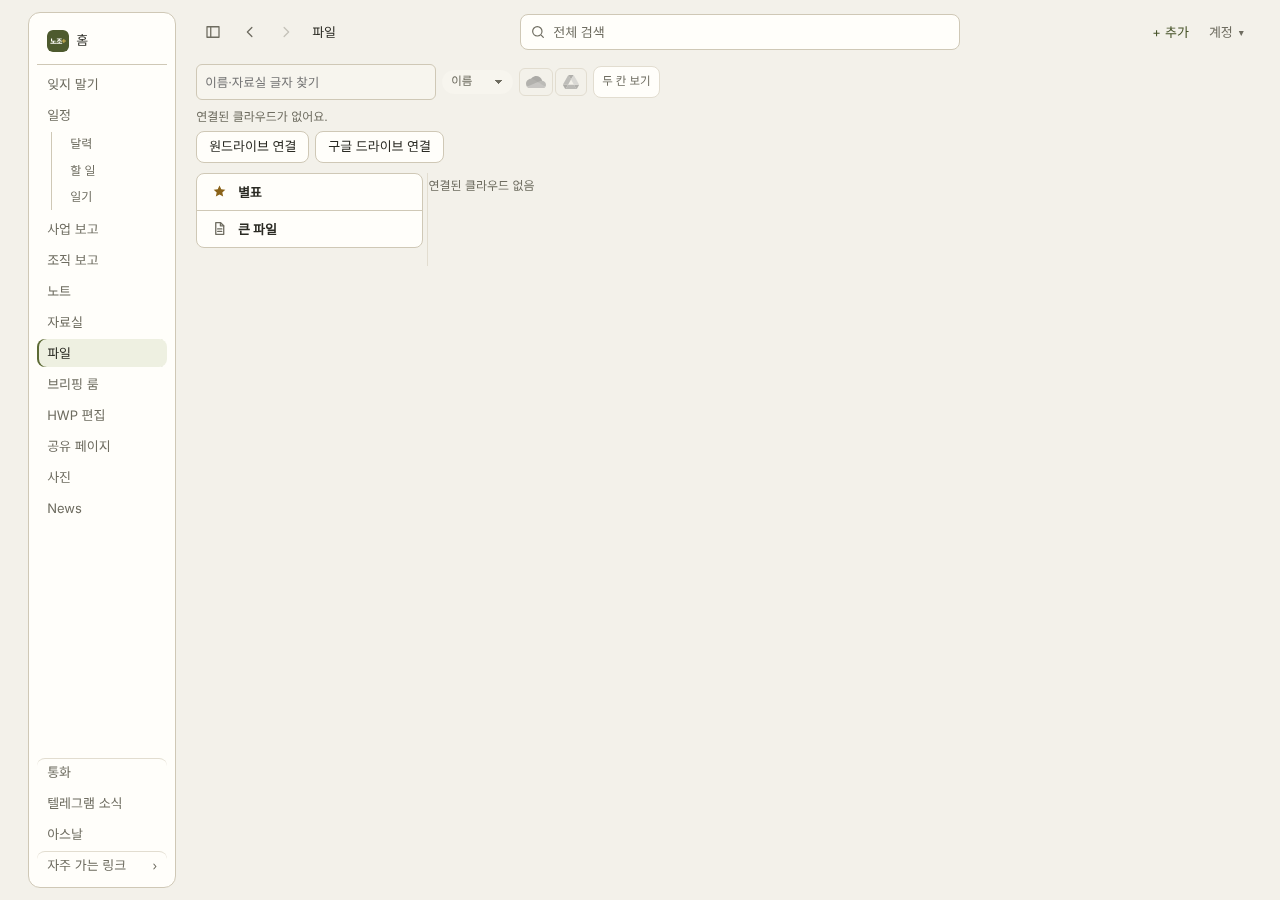 노조
홈
잊지 말기
일정
달력
할 일
일기
사업 보고
조직 보고
노트
자료실
파일
브리핑 룸
HWP 편집
공유 페이지
사진
News
통화
텔레그램 소식
아스날
자주 가는 링크 ›
파일
전체 검색
+ 추가
계정 ▾
이름·자료실 글자 찾기
이름
두 칸 보기
연결된 클라우드가 없어요.
원드라이브 연결
구글 드라이브 연결
별표
큰 파일
연결된 클라우드 없음